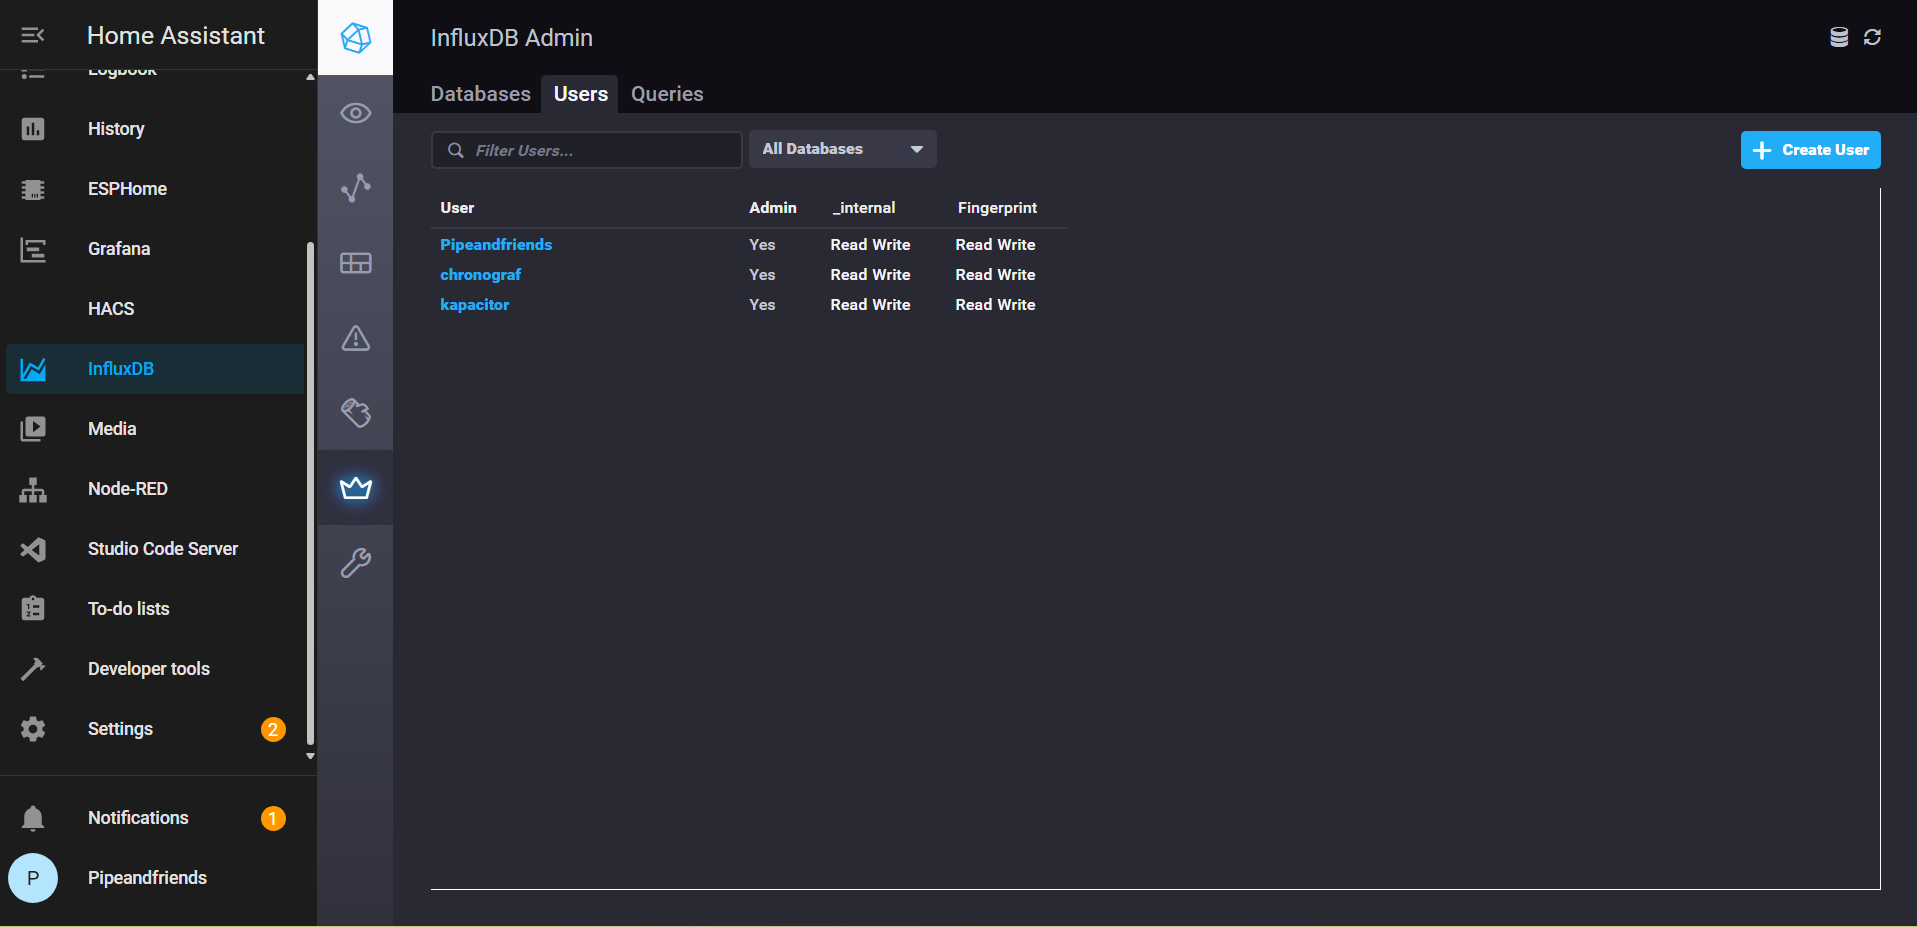 Home Assistant
Logbook
History
ESPHome
Grafana
HACS
InfluxDB
Media
Node-RED
Studio Code Server
To-do lists
Developer tools
Settings 2
Notifications 1
P Pipeandfriends
InfluxDB Admin
Databases Users Queries
Filter Users... All Databases Create User
User Admin _internal Fingerprint
Pipeandfriends Yes Read Write Read Write
chronograf Yes Read Write Read Write
kapacitor Yes Read Write Read Write